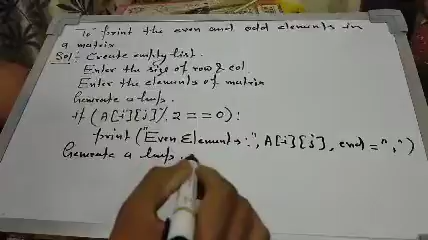 To print the even and odd elements in
a matrix
Sol:- Create empty list.
Enter the size of row & col
Enter the elements of matrix
Generate a loop.
if (A[i][j] % 2 == 0):
print ("Even Elements:", A[i][j], end = ",")
Generate a loop.